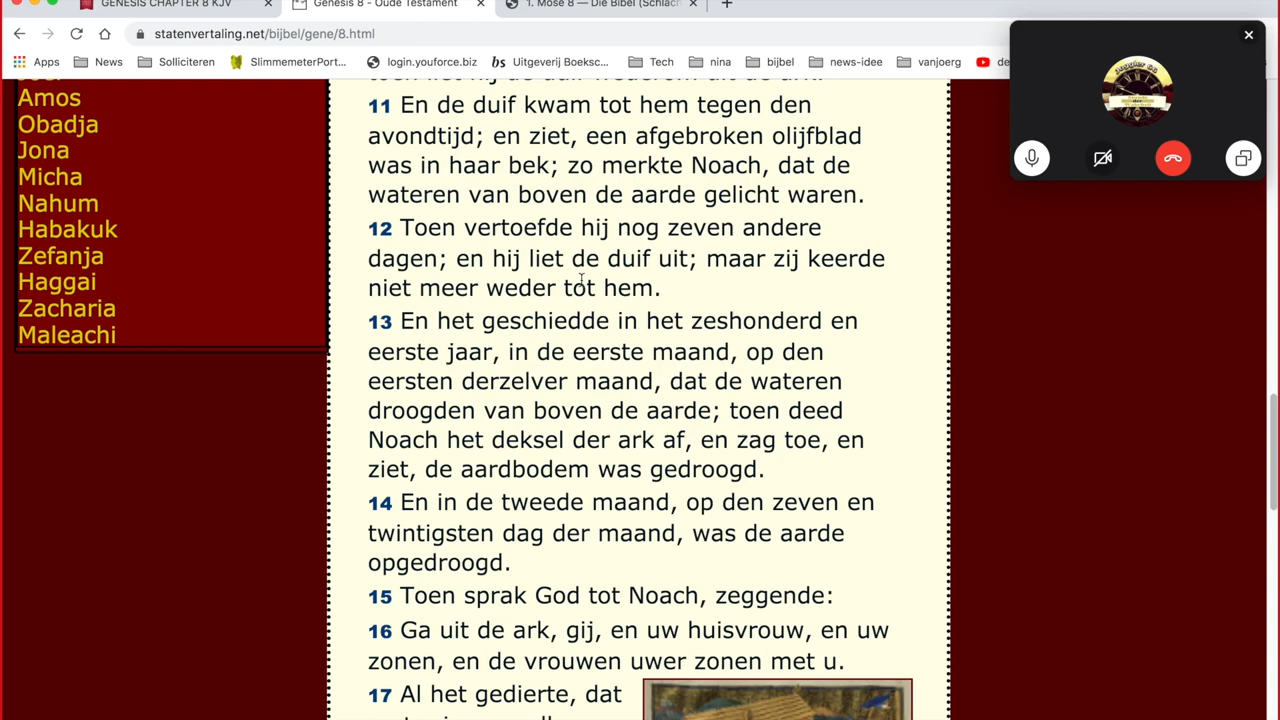 GENESIS CHAPTER 8 KJV
Genesis 8 - Oude Testament
1. Mose 8 — Die Bibel (Schlach
statenvertaling.net/bijbel/gene/8.html
Apps
News
Solliciteren
SlimmemeterPort...
login.youforce.biz
bs Uitgeverij Boeksc...
Tech
nina
bijbel
news-idee
vanjoerg
de
Amos
Obadja
Jona
Micha
Nahum
Habakuk
Zefanja
Haggai
Zacharia
Maleachi
11 En de duif kwam tot hem tegen den
avondtijd; en ziet, een afgebroken olijfblad
was in haar bek; zo merkte Noach, dat de
wateren van boven de aarde gelicht waren.
12 Toen vertoefde hij nog zeven andere
dagen; en hij liet de duif uit; maar zij keerde
niet meer weder tot hem.
13 En het geschiedde in het zeshonderd en
eerste jaar, in de eerste maand, op den
eersten derzelver maand, dat de wateren
droogden van boven de aarde; toen deed
Noach het deksel der ark af, en zag toe, en
ziet, de aardbodem was gedroogd.
14 En in de tweede maand, op den zeven en
twintigsten dag der maand, was de aarde
opgedroogd.
15 Toen sprak God tot Noach, zeggende:
16 Ga uit de ark, gij, en uw huisvrouw, en uw
zonen, en de vrouwen uwer zonen met u.
17 Al het gedierte, dat